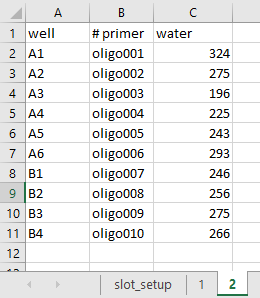 A B C
1 well # primer water
2 A1 oligo001 324
3 A2 oligo002 275
4 A3 oligo003 196
5 A4 oligo004 225
6 A5 oligo005 243
7 A6 oligo006 293
8 B1 oligo007 246
9 B2 oligo008 256
10 B3 oligo009 275
11 B4 oligo010 266
12
slot_setup 1 2